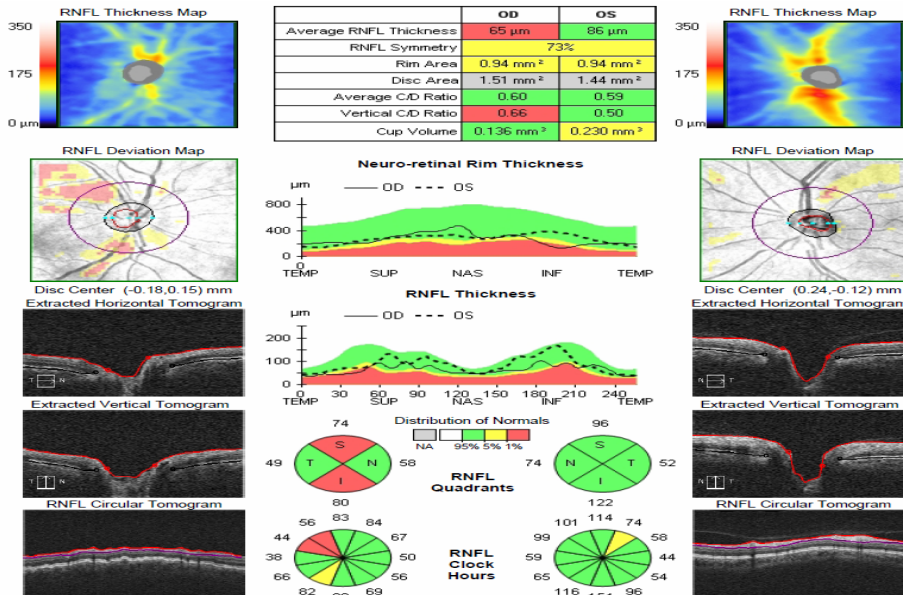 RNFL Thickness Map
350
175
0 µm
OD OS
Average RNFL Thickness 65 µm 86 µm
RNFL Symmetry 73%
Rim Area 0.94 mm² 0.94 mm²
Disc Area 1.51 mm² 1.44 mm²
Average C/D Ratio 0.60 0.59
Vertical C/D Ratio 0.66 0.50
Cup Volume 0.136 mm³ 0.230 mm³
RNFL Thickness Map
350
175
0 µm
RNFL Deviation Map
Disc Center (-0.18,0.15) mm
Neuro-retinal Rim Thickness
µm OD OS
800
400
0
TEMP SUP NAS INF TEMP
RNFL Deviation Map
Disc Center (0.24,-0.12) mm
Extracted Horizontal Tomogram
T N
RNFL Thickness
µm OD OS
200
100
0
0 30 60 90 120 150 180 210 240
TEMP SUP NAS INF TEMP
Extracted Horizontal Tomogram
N T
Extracted Vertical Tomogram
I S
Distribution of Normals
NA 95% 5% 1%
74
S
49 T N 58
I
80
RNFL
Quadrants
96
S
74 N T 52
I
122
Extracted Vertical Tomogram
I S
RNFL Circular Tomogram
83
56 84
44 67
38 50
66 56
82 69
RNFL
Clock
Hours
114
101 74
99 58
59 44
65 54
116 96
RNFL Circular Tomogram